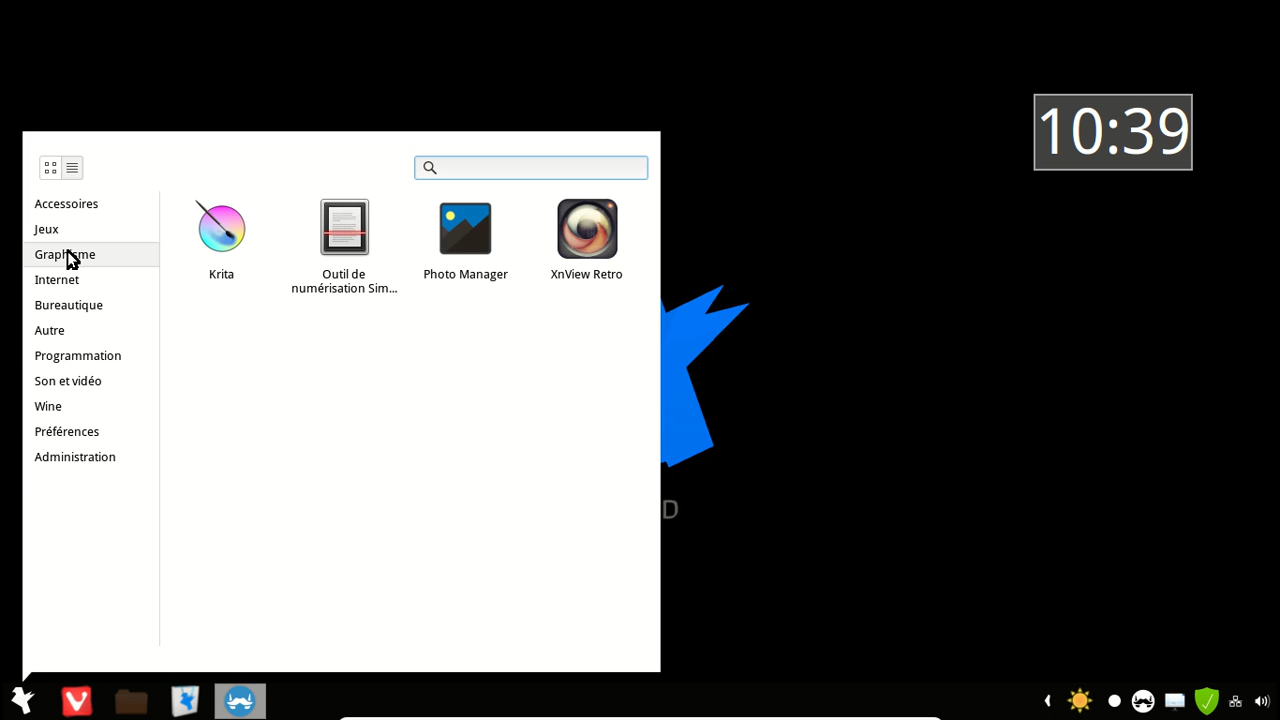 10:39
Accessoires
Jeux
Internet
Bureautique
Autre
Programmation
Son et vidéo
Wine
Préférences
Administration
Krita
Outil de
numérisation Sim...
Photo Manager
XnView Retro
D